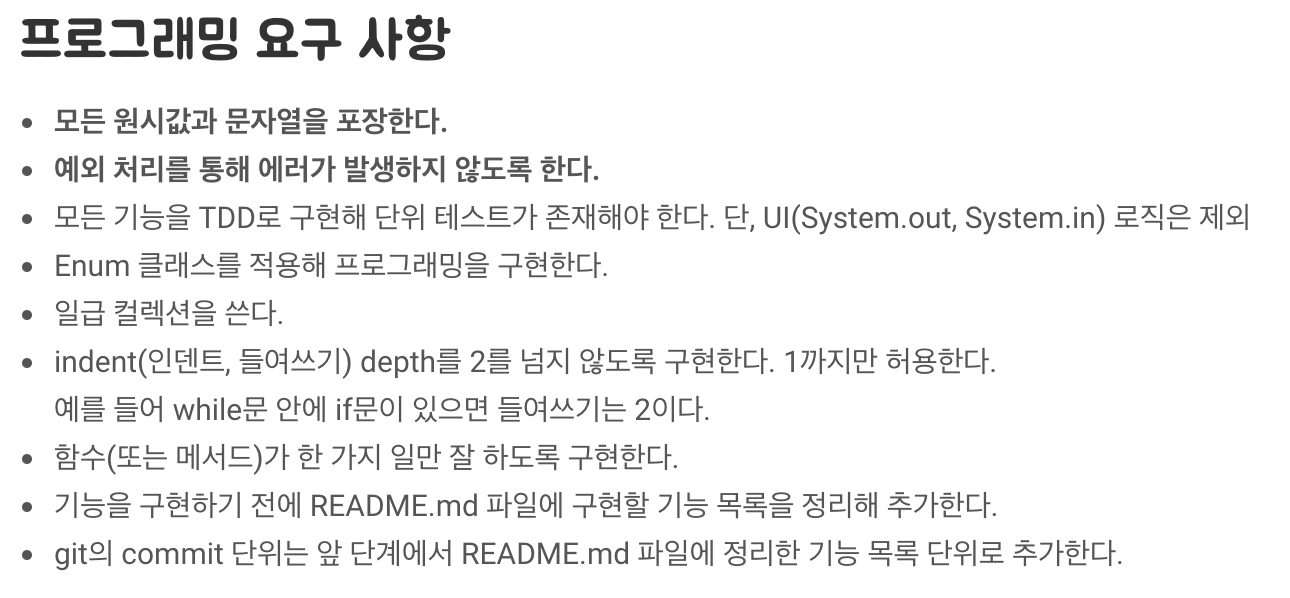 프로그래밍 요구 사항
모든 원시값과 문자열을 포장한다.
예외 처리를 통해 에러가 발생하지 않도록 한다.
모든 기능을 TDD로 구현해 단위 테스트가 존재해야 한다. 단, UI(System.out, System.in) 로직은 제외
Enum 클래스를 적용해 프로그래밍을 구현한다.
일급 컬렉션을 쓴다.
indent(인덴트, 들여쓰기) depth를 2를 넘지 않도록 구현한다. 1까지만 허용한다.
예를 들어 while문 안에 if문이 있으면 들여쓰기는 2이다.
함수(또는 메서드)가 한 가지 일만 잘 하도록 구현한다.
기능을 구현하기 전에 README.md 파일에 구현할 기능 목록을 정리해 추가한다.
git의 commit 단위는 앞 단계에서 README.md 파일에 정리한 기능 목록 단위로 추가한다.